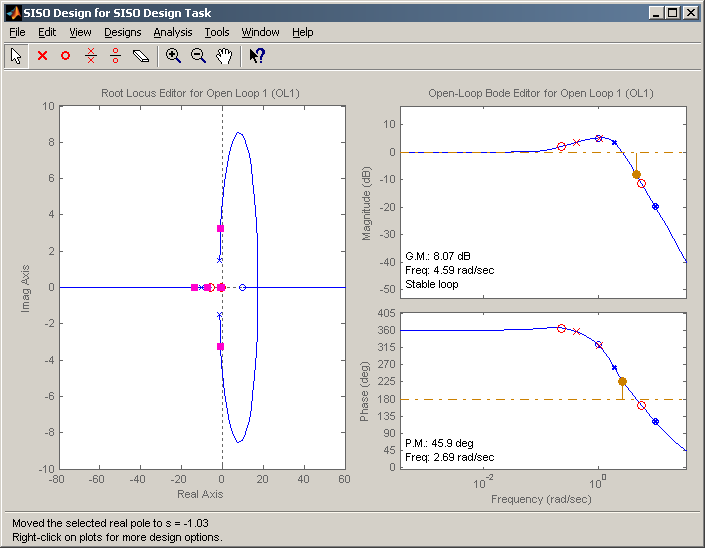 SISO Design for SISO Design Task
File Edit View Designs Analysis Tools Window Help
Root Locus Editor for Open Loop 1 (OL1)
10
8
6
4
2
0
-2
-4
-6
-8
-10
-80 -60 -40 -20 0 20 40 60
Imag Axis
Real Axis
Open-Loop Bode Editor for Open Loop 1 (OL1)
10
0
-10
-20
-30
-40
-50
Magnitude (dB)
G.M.: 8.07 dB
Freq: 4.59 rad/sec
Stable loop
405
360
315
270
225
180
135
90
45
0
Phase (deg)
P.M.: 45.9 deg
Freq: 2.69 rad/sec
10-2 100
Frequency (rad/sec)
Moved the selected real pole to s = -1.03
Right-click on plots for more design options.